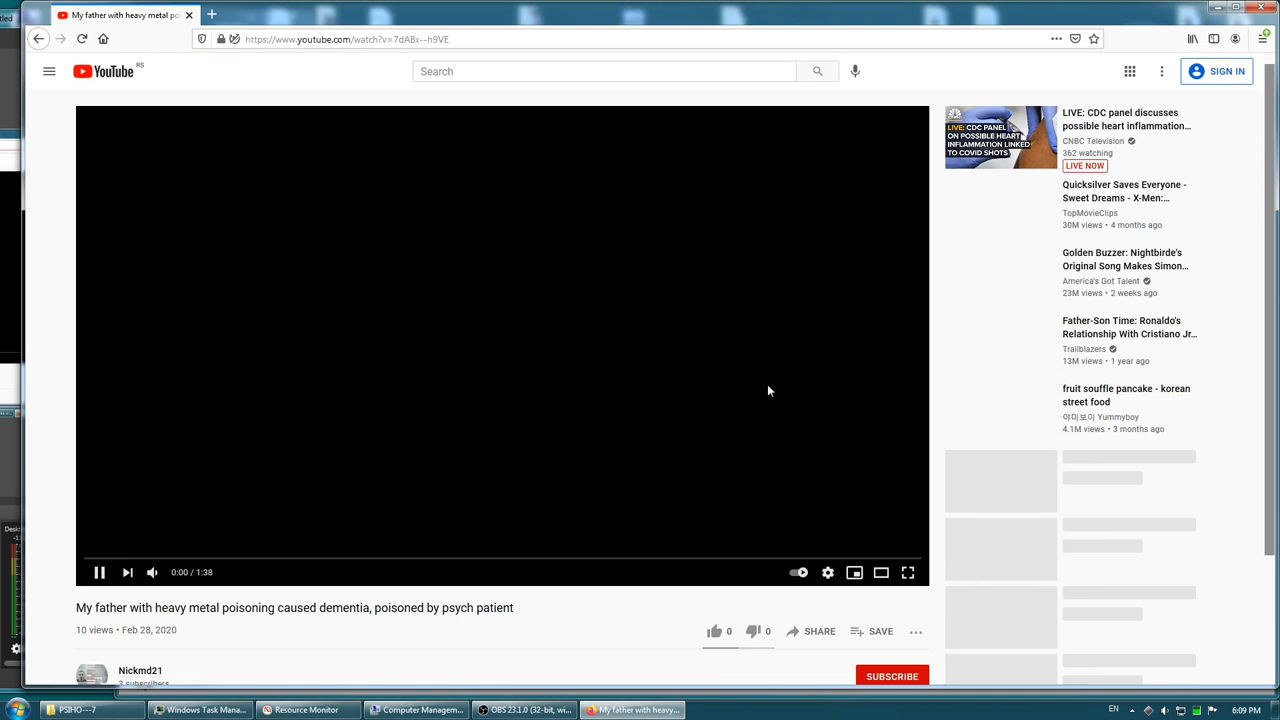 My father with heavy metal po
https://www.youtube.com/watch?v=7dABx--h9VE
YouTube RS
Search
SIGN IN
LIVE: CDC PANEL
ON POSSIBLE HEART
INFLAMMATION LINKED
TO COVID SHOTS
LIVE: CDC panel discusses
possible heart inflammation...
CNBC Television
362 watching
LIVE NOW
Quicksilver Saves Everyone -
Sweet Dreams - X-Men:...
TopMovieClips
30M views • 4 months ago
Golden Buzzer: Nightbirde's
Original Song Makes Simon...
America's Got Talent
23M views • 2 weeks ago
Father-Son Time: Ronaldo's
Relationship With Cristiano Jr...
Trailblazers
13M views • 1 year ago
fruit souffle pancake - korean
street food
야미보이 Yummyboy
4.1M views • 3 months ago
0:00 / 1:38
My father with heavy metal poisoning caused dementia, poisoned by psych patient
10 views • Feb 28, 2020
0
0
SHARE
SAVE
Nickmd21
3 subscribers
SUBSCRIBE
Deskt
PSIHO---7
Windows Task Mana...
Resource Monitor
Computer Manageme...
OBS 23.1.0 (32-bit, wi...
My father with heavy...
EN
6:09 PM